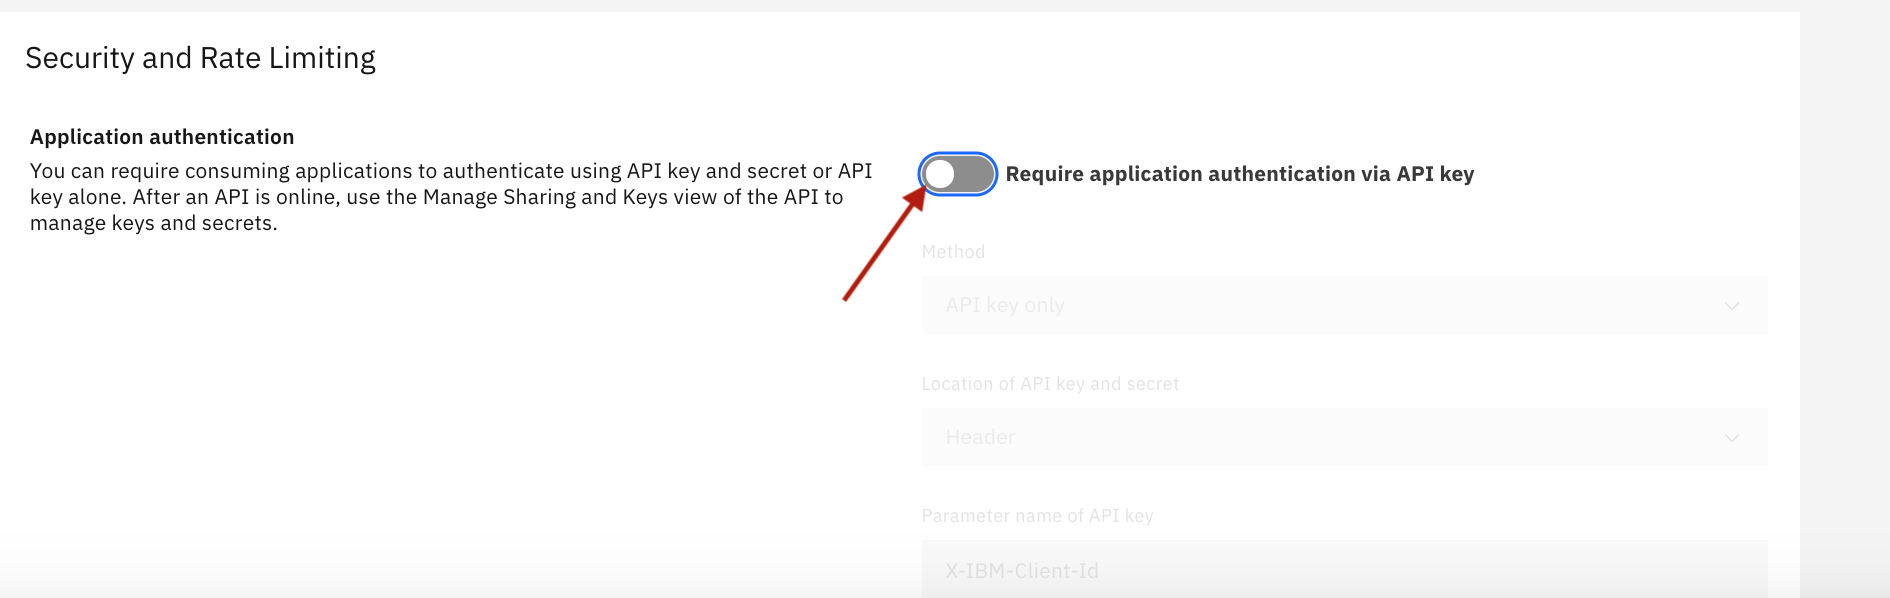 Security and Rate Limiting
Application authentication
You can require consuming applications to authenticate using API key and secret or API
key alone. After an API is online, use the Manage Sharing and Keys view of the API to
manage keys and secrets.
Require application authentication via API key
Method
API key only
Location of API key and secret
Header
Parameter name of API key
X-IBM-Client-Id